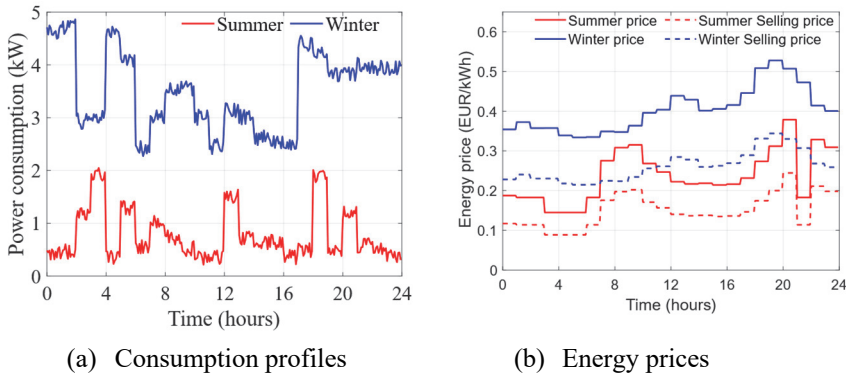 Summer Winter
5
4
3
2
1
0
Power consumption (kW)
0 4 8 12 16 20 24
Time (hours)
(a) Consumption profiles
Summer price Summer Selling price
Winter price Winter Selling price
0.6
0.5
0.4
0.3
0.2
0.1
0
Energy price (EUR/kWh)
0 4 8 12 16 20 24
Time (hours)
(b) Energy prices